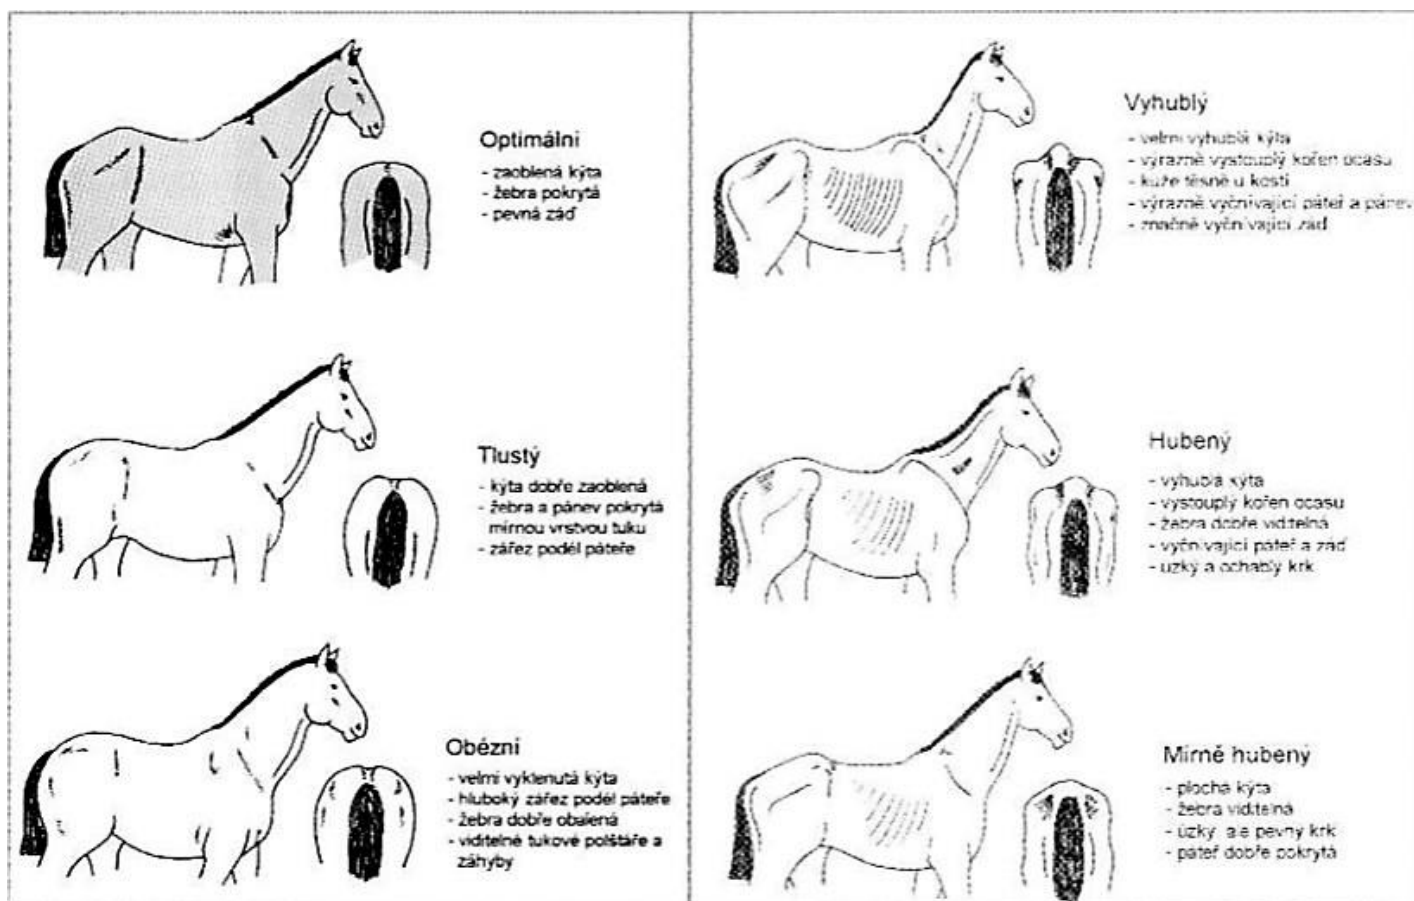 Optimální
- zaoblená kýta
- žebra pokrytá
- pevná záď
Tlustý
- kýta dobře zaoblená
- žebra a pánev pokrytá
mírnou vrstvou tuku
- zářez podél páteře
Obézní
- velmi vyklenutá kýta
- hluboký zářez podél páteře
- žebra dobře obalená
- viditelné tukové polštáře a
záhyby
Vyhublý
- velmi vyhublá kýta
- výrazně vystouplý kořen ocasu
- kůže těsně u kostí
- výrazně vyčnívající páteř a pánev
- značně vyčnívající záď
Hubený
- vyhublá kýta
- vystouplý kořen ocasu
- žebra dobře viditelná
- vyčnívající páteř a záď
- úzký a ochablý krk
Mírně hubený
- plochá kýta
- žebra viditelná
- úzký, ale pevný krk
- páteř dobře pokrytá